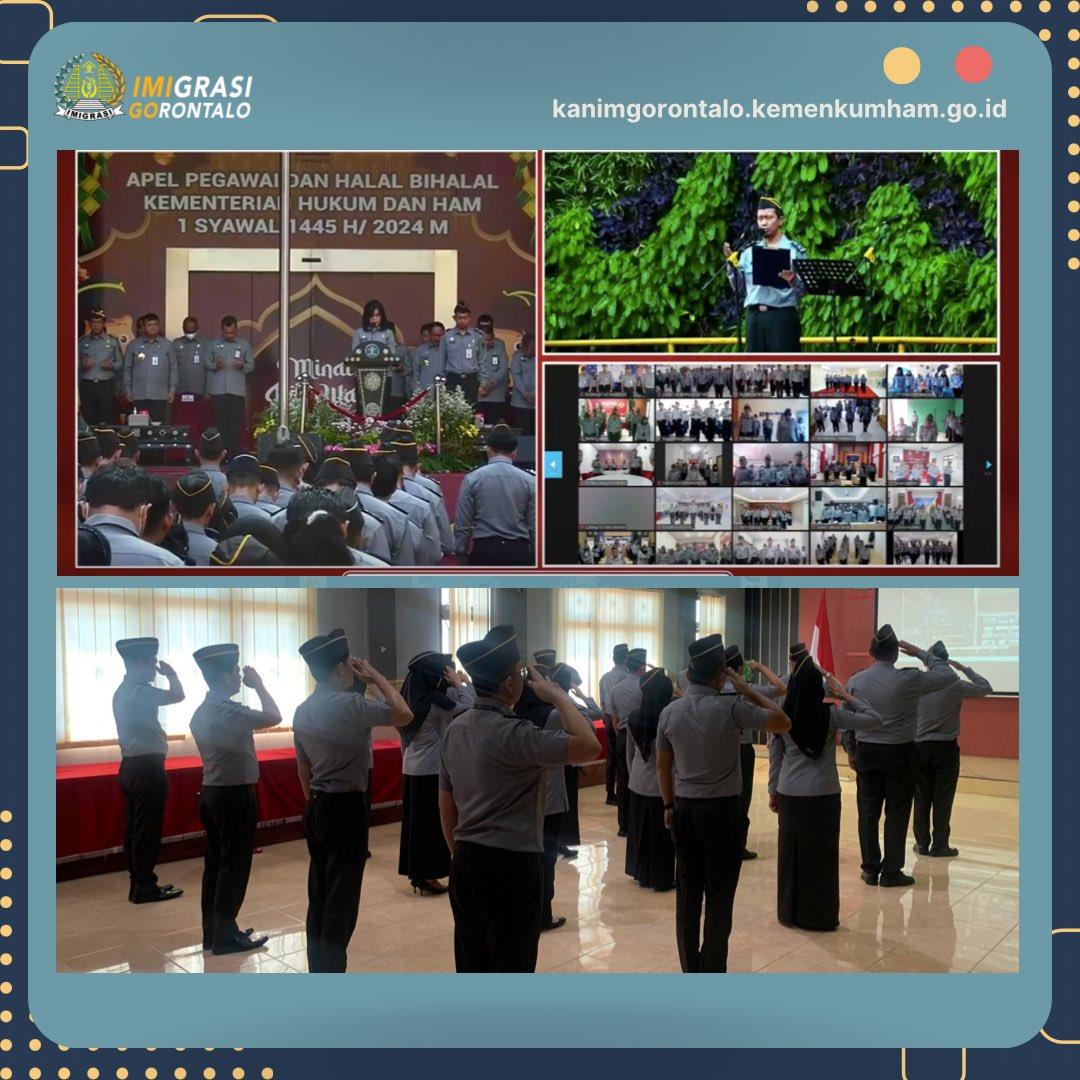 IMIGRASI
GORONTALO
IMIGRASI
kanimgorontalo.kemenkumham.go.id
APEL PEGAWAI DAN HALAL BIHALAL
KEMENTERIAN HUKUM DAN HAM
1 SYAWAL 1445 H/ 2024 M